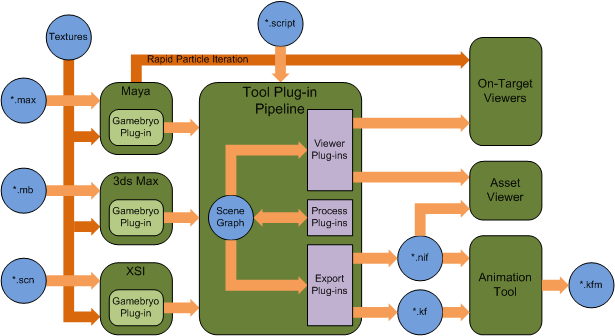 *.script
Textures
Rapid Particle Iteration
On-Target
Viewers
*.max
Maya
Gamebryo
Plug-in
Tool Plug-in
Pipeline
Viewer
Plug-ins
*.mb
3ds Max
Gamebryo
Plug-in
Scene
Graph
Process
Plug-ins
Asset
Viewer
*.scn
XSI
Gamebryo
Plug-in
Export
Plug-ins
*.nif
*.kf
Animation
Tool
*.kfm